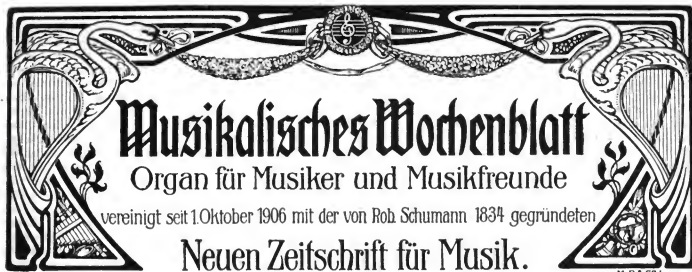 Musikalisches Wochenblatt
Organ für Musiker und Musikfreunde
vereinigt seit 1. Oktober 1906 mit der von Rob. Schumann 1834 gegründeten
Neuen Zeitschrift für Musik.